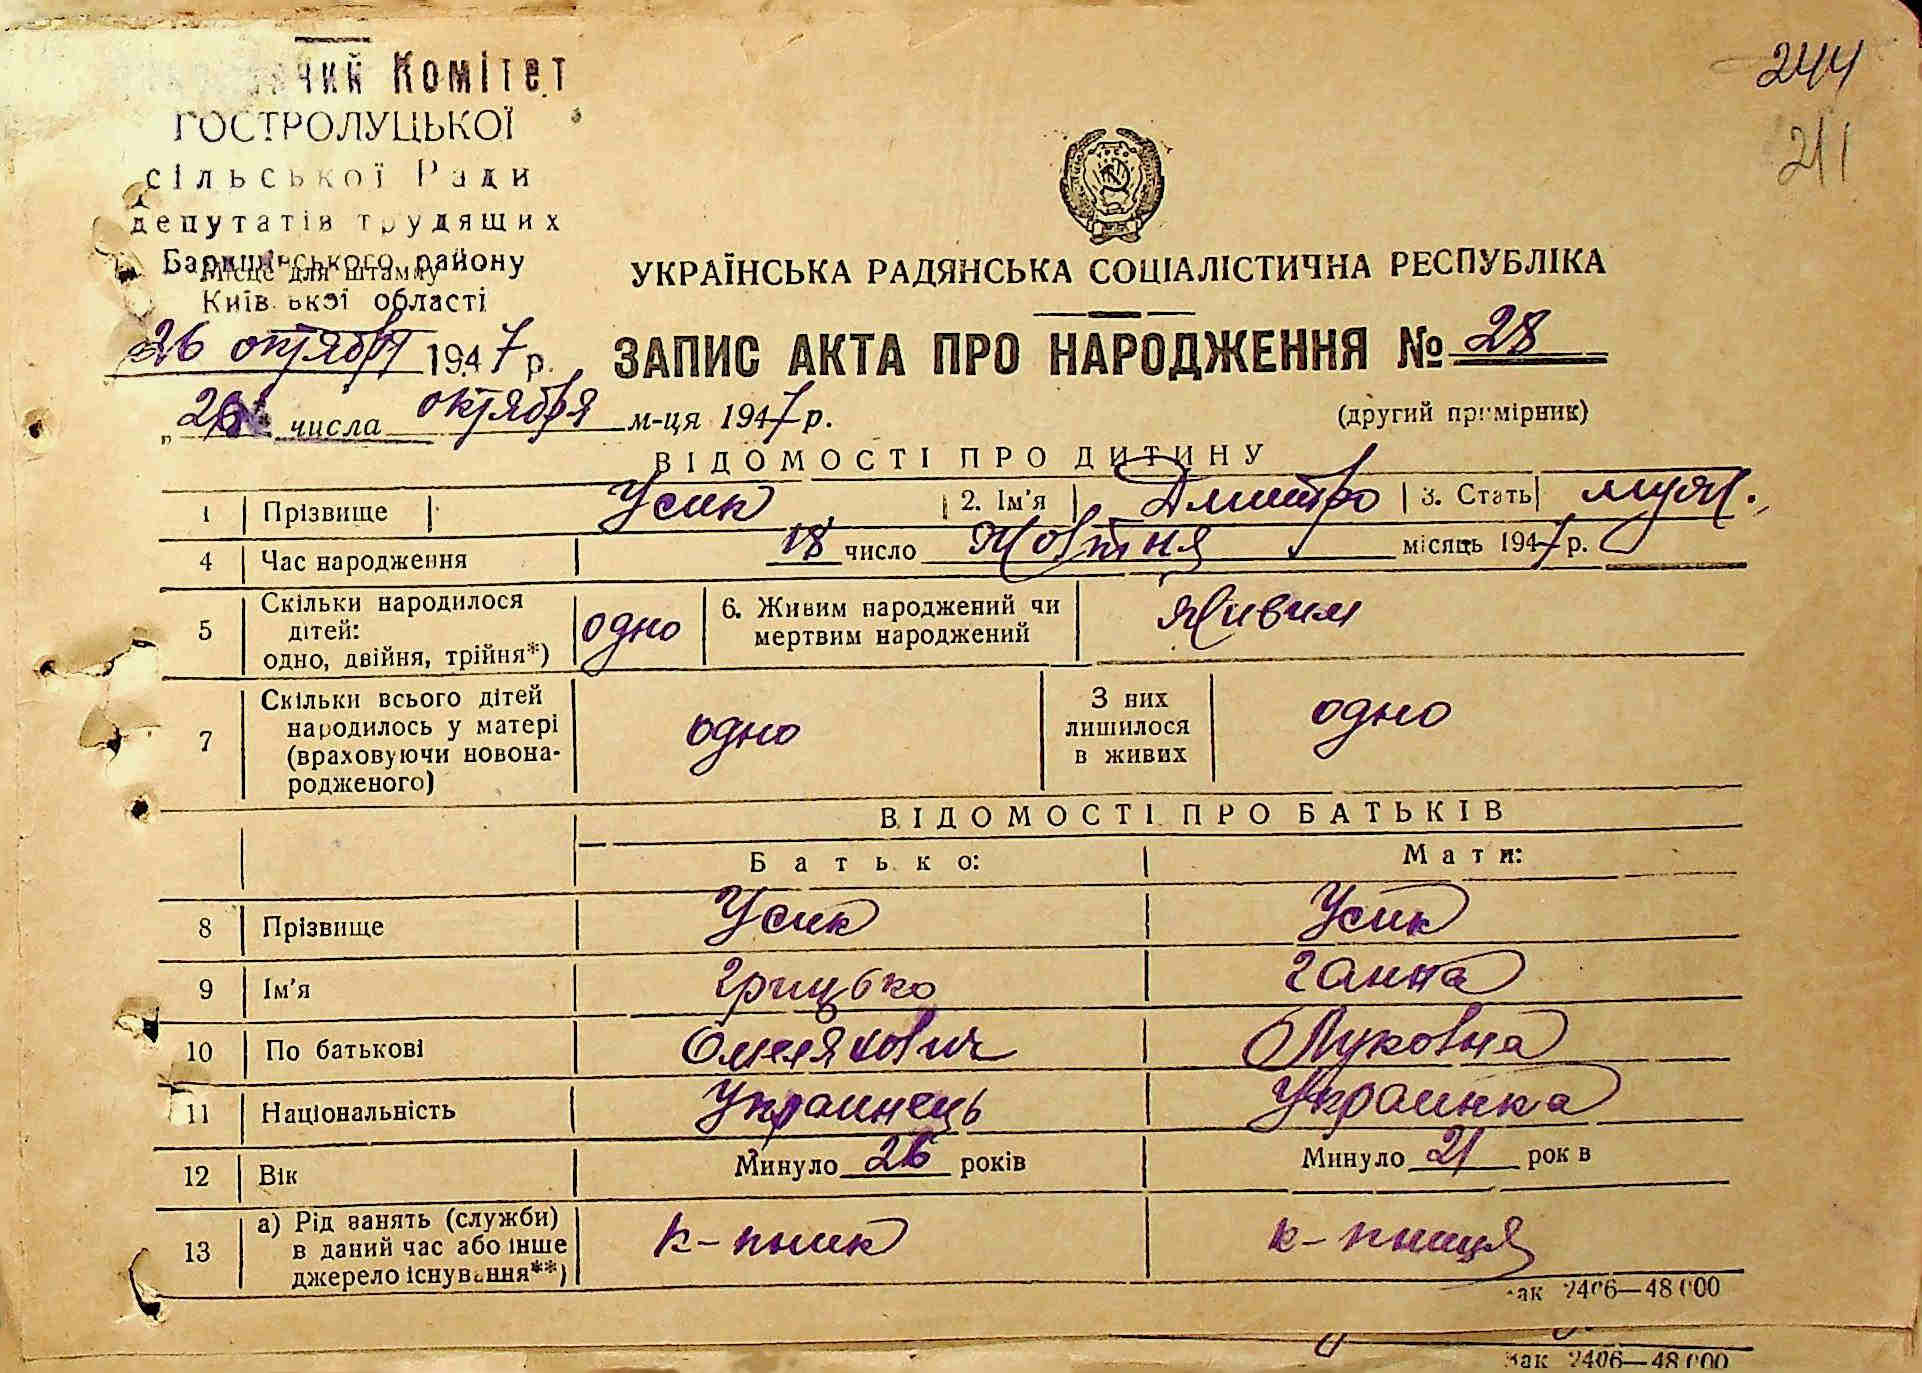 244
211
чий Комітет
ГОСТРОЛУЦЬКОЇ
сільської Ради
депутатів трудящих
Баришівського району
Місце для штампу
Київської області
26 октября 1947 р.
УКРАЇНСЬКА РАДЯНСЬКА СОЦІАЛІСТИЧНА РЕСПУБЛІКА
ЗАПИС АКТА ПРО НАРОДЖЕННЯ № 28
„26" числа октября м-ця 1947 р.
(другий примірник)
ВІДОМОСТІ ПРО ДИТИНУ
1 Прізвище Усик 2. Ім'я Дмитро 3. Стать муж.
4 Час народження 18 число Жовтня місяць 1947 р.
5 Скільки народилося дітей: одно, двійня, трійня*) одно 6. Живим народжений чи мертвим народжений Живим
7 Скільки всього дітей народилось у матері (враховуючи новонародженого) одно З них лишилося в живих одно
ВІДОМОСТІ ПРО БАТЬКІВ
Батько: Мати:
8 Прізвище Усик Усик
9 Ім'я Грицько Ганна
10 По батькові Омелякович Луковна
11 Національність Украинець Украинка
12 Вік Минуло 26 років Минуло 21 років
13 а) Рід занять (служби) в даний час або інше джерело існування**) к-пник к-пниця
Зак 2406—48 000
Зак 2406—48 000